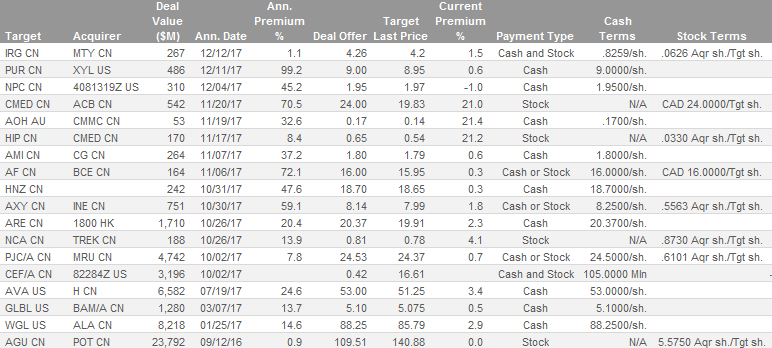 Target Acquirer Deal Value ($M) Ann. Date Ann. Premium % Deal Offer Target Last Price Current Premium % Payment Type Cash Terms Stock Terms
IRG CN MTY CN 267 12/12/17 1.1 4.26 4.2 1.5 Cash and Stock .8259/sh. .0626 Aqr sh./Tgt sh.
PUR CN XYL US 486 12/11/17 99.2 9.00 8.95 0.6 Cash 9.0000/sh.
NPC CN 4081319Z US 310 12/04/17 45.2 1.95 1.97 -1.0 Cash 1.9500/sh.
CMED CN ACB CN 542 11/20/17 70.5 24.00 19.83 21.0 Stock N/A CAD 24.0000/Tgt sh.
AOH AU CMMC CN 53 11/19/17 32.6 0.17 0.14 21.4 Cash .1700/sh.
HIP CN CMED CN 170 11/17/17 8.4 0.65 0.54 21.2 Stock N/A .0330 Aqr sh./Tgt sh.
AMI CN CG CN 264 11/07/17 37.2 1.80 1.79 0.6 Cash 1.8000/sh.
AF CN BCE CN 164 11/06/17 72.1 16.00 15.95 0.3 Cash or Stock 16.0000/sh. CAD 16.0000/Tgt sh.
HNZ CN 242 10/31/17 47.6 18.70 18.65 0.3 Cash 18.7000/sh.
AXY CN INE CN 751 10/30/17 59.1 8.14 7.99 1.8 Cash or Stock 8.2500/sh. .5563 Aqr sh./Tgt sh.
ARE CN 1800 HK 1,710 10/26/17 20.4 20.37 19.91 2.3 Cash 20.3700/sh.
NCA CN TREK CN 188 10/26/17 13.9 0.81 0.78 4.1 Stock N/A .8730 Aqr sh./Tgt sh.
PJC/A CN MRU CN 4,742 10/02/17 7.8 24.53 24.37 0.7 Cash or Stock 24.5000/sh. .6101 Aqr sh./Tgt sh.
CEF/A CN 82284Z US 3,196 10/02/17 0.42 16.61 Cash and Stock 105.0000 Mln -
AVA US H CN 6,582 07/19/17 24.6 53.00 51.25 3.4 Cash 53.0000/sh.
GLBL US BAM/A CN 1,280 03/07/17 13.7 5.10 5.075 0.5 Cash 5.1000/sh.
WGL US ALA CN 8,218 01/25/17 14.6 88.25 85.79 2.9 Cash 88.2500/sh.
AGU CN POT CN 23,792 09/12/16 0.9 109.51 140.88 0.0 Stock N/A 5.5750 Aqr sh./Tgt sh.